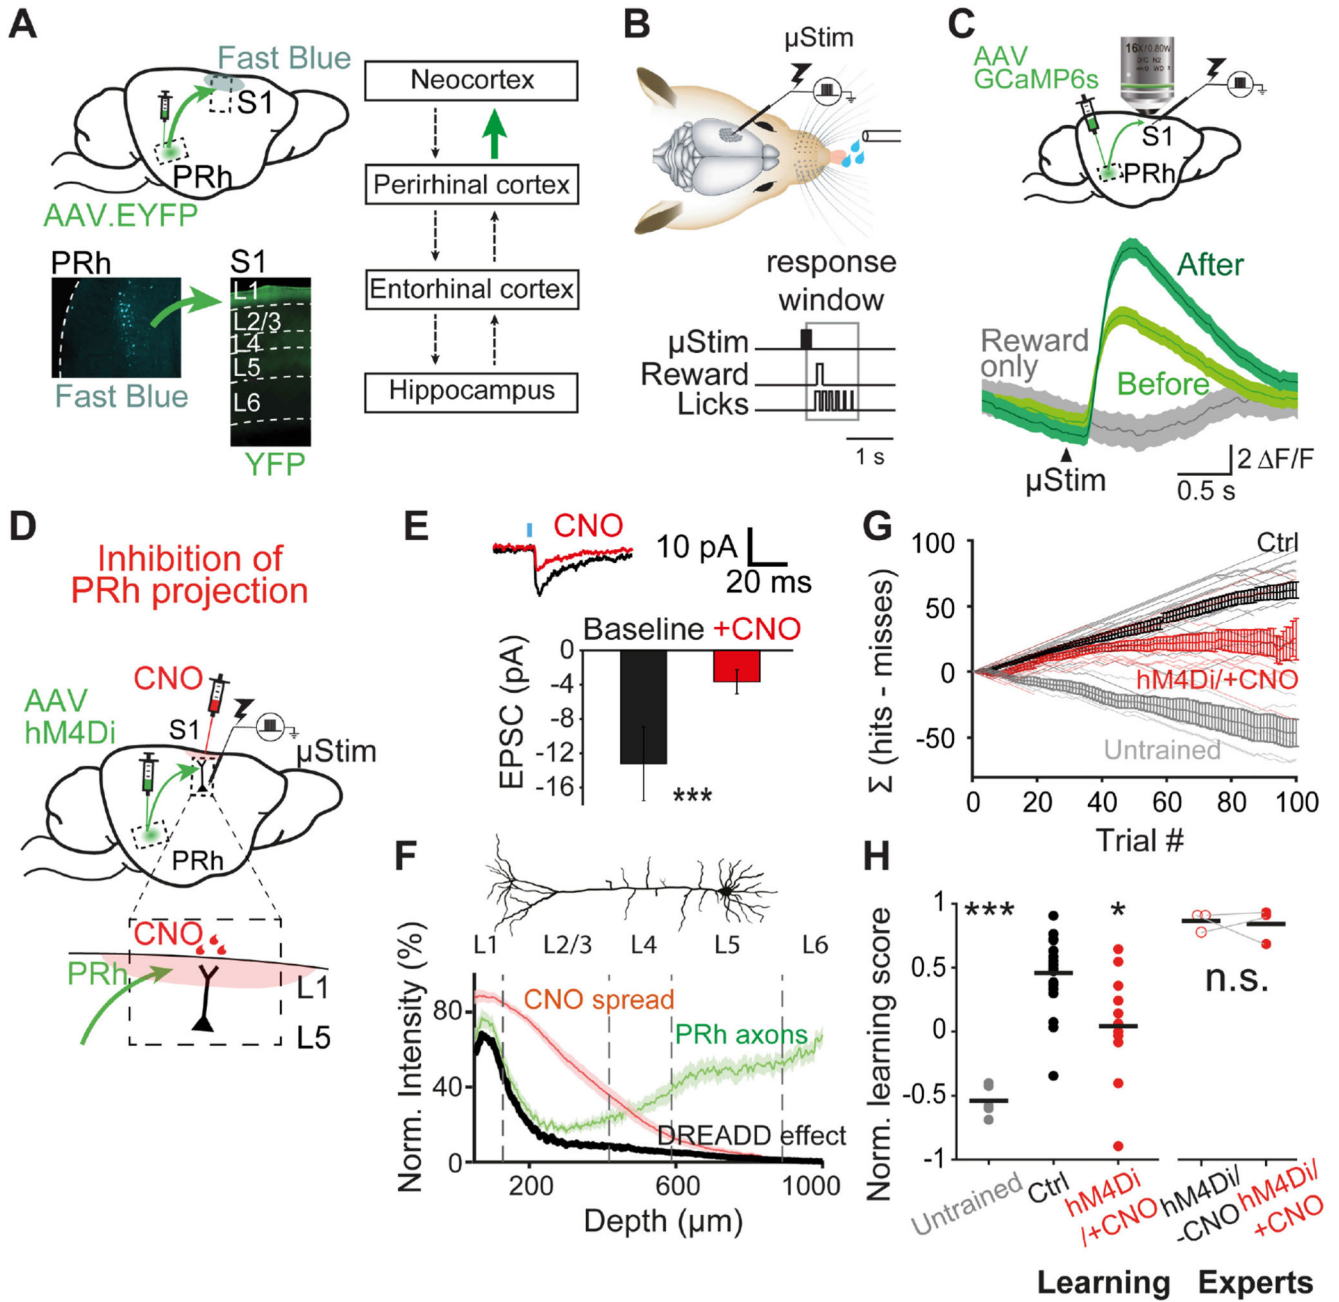 A
Fast Blue
S1
PRh
AAV.EYFP
PRh
Fast Blue
S1
L1
L2/3
L4
L5
L6
YFP
Neocortex
Perirhinal cortex
Entorhinal cortex
Hippocampus
B
µStim
response
window
µStim
Reward
Licks
1 s
C
AAV
GCaMP6s
16X/0.80W
S1
PRh
After
Reward
only
Before
µStim
2 ΔF/F
0.5 s
D
Inhibition of
PRh projection
CNO
AAV
hM4Di
S1
µStim
PRh
CNO
PRh
L1
L5
E
CNO
10 pA
20 ms
Baseline +CNO
EPSC (pA)
0
-4
-8
-12
-16
***
F
L1 L2/3 L4 L5 L6
CNO spread
PRh axons
DREADD effect
Norm. Intensity (%)
80
40
0
200 600 1000
Depth (µm)
G
Ctrl
hM4Di/+CNO
Untrained
Σ (hits - misses)
100
50
0
-50
0 20 40 60 80 100
Trial #
H
Norm. learning score
1
0.5
0
-0.5
-1
*** *
n.s.
Untrained
Ctrl
hM4Di
/+CNO
hM4Di/
-CNO
hM4Di/
+CNO
Learning Experts